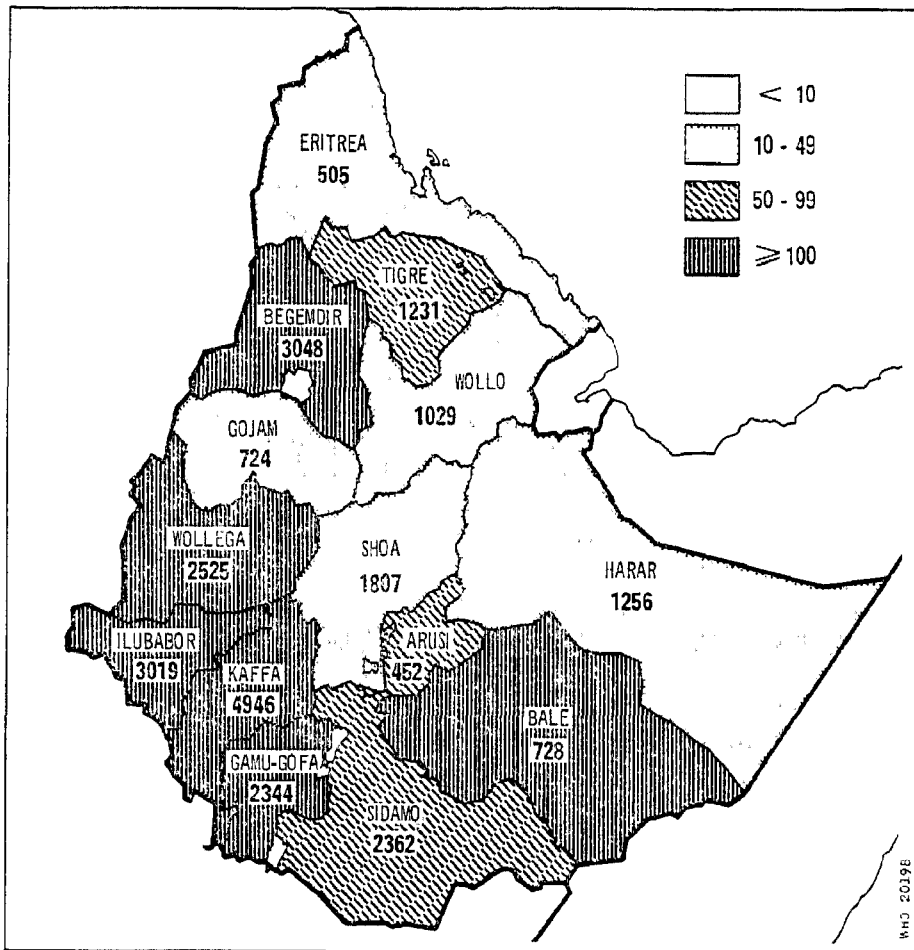 < 10
ERITREA
505
10 - 49
50 - 99
⩾ 100
TIGRE
1231
BEGEMDIR
3048
WOLLO
1029
GOJAM
724
WOLLEGA
2525
SHOA
1807
HARAR
1256
ILUBABOR
3019
ARUSI
452
KAFFA
4946
BALE
728
GAMU-GOFA
2344
SIDAMO
2362
WHO 20198